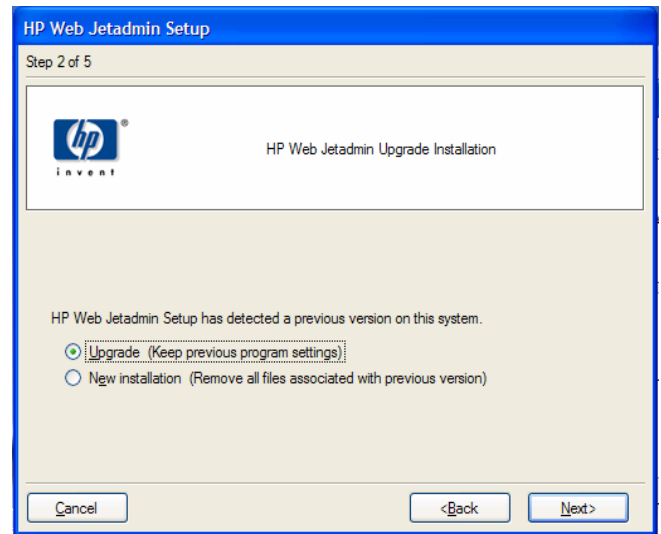 HP Web Jetadmin Setup
Step 2 of 5
hp ®
invent
HP Web Jetadmin Upgrade Installation
HP Web Jetadmin Setup has detected a previous version on this system.
Upgrade (Keep previous program settings)
New installation (Remove all files associated with previous version)
Cancel
<Back
Next>